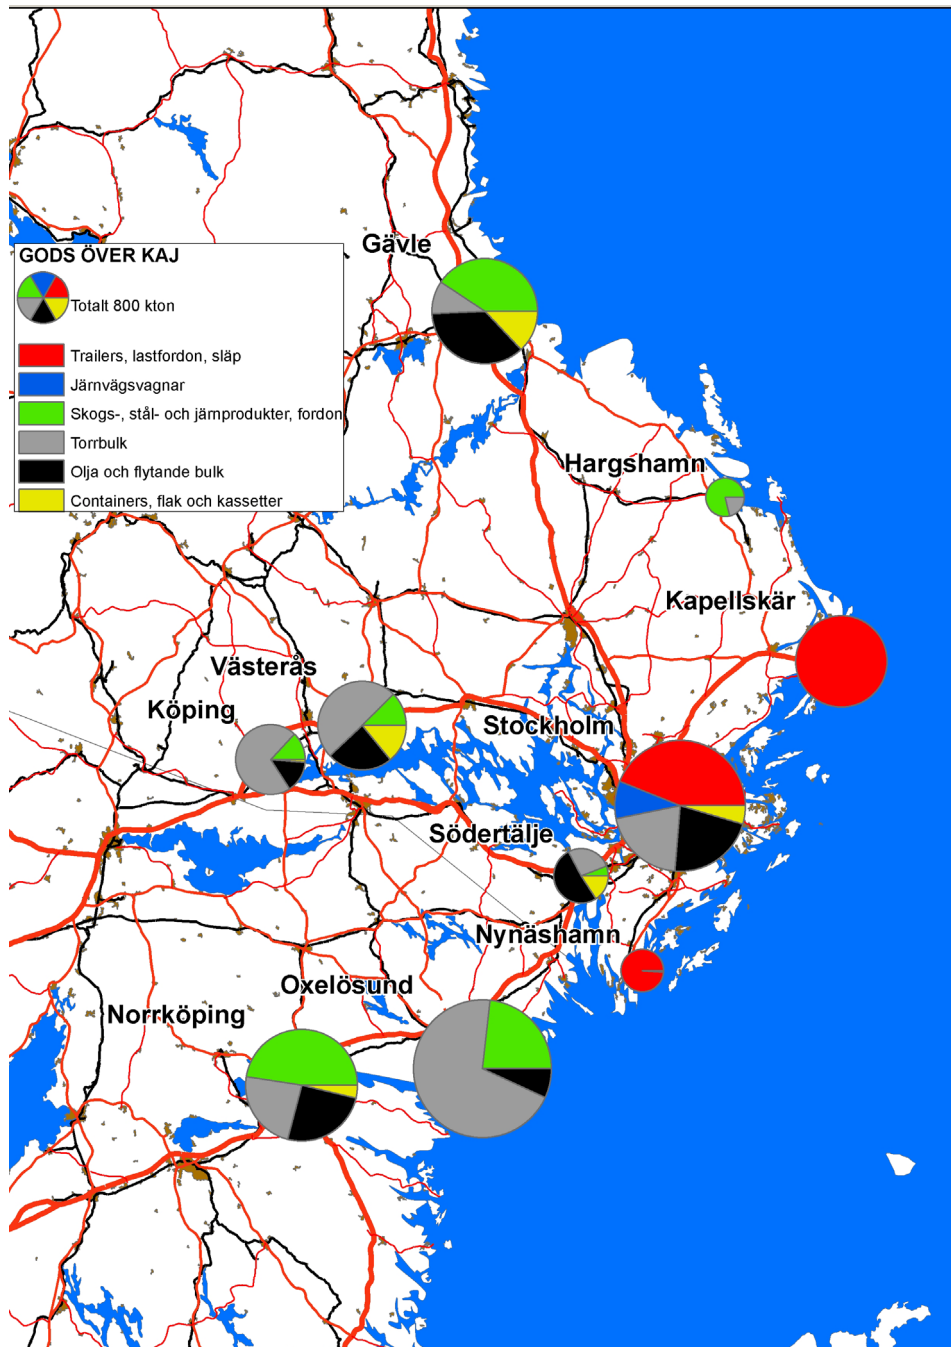 Gävle
GODS ÖVER KAJ
Totalt 800 kton
Trailers, lastfordon, släp
Järnvägsvagnar
Skogs-, stål- och järnprodukter, fordon
Torrbulk
Olja och flytande bulk
Containers, flak och kassetter
Hargshamn
Kapellskär
Västerås
Köping
Stockholm
Södertälje
Nynäshamn
Oxelösund
Norrköping